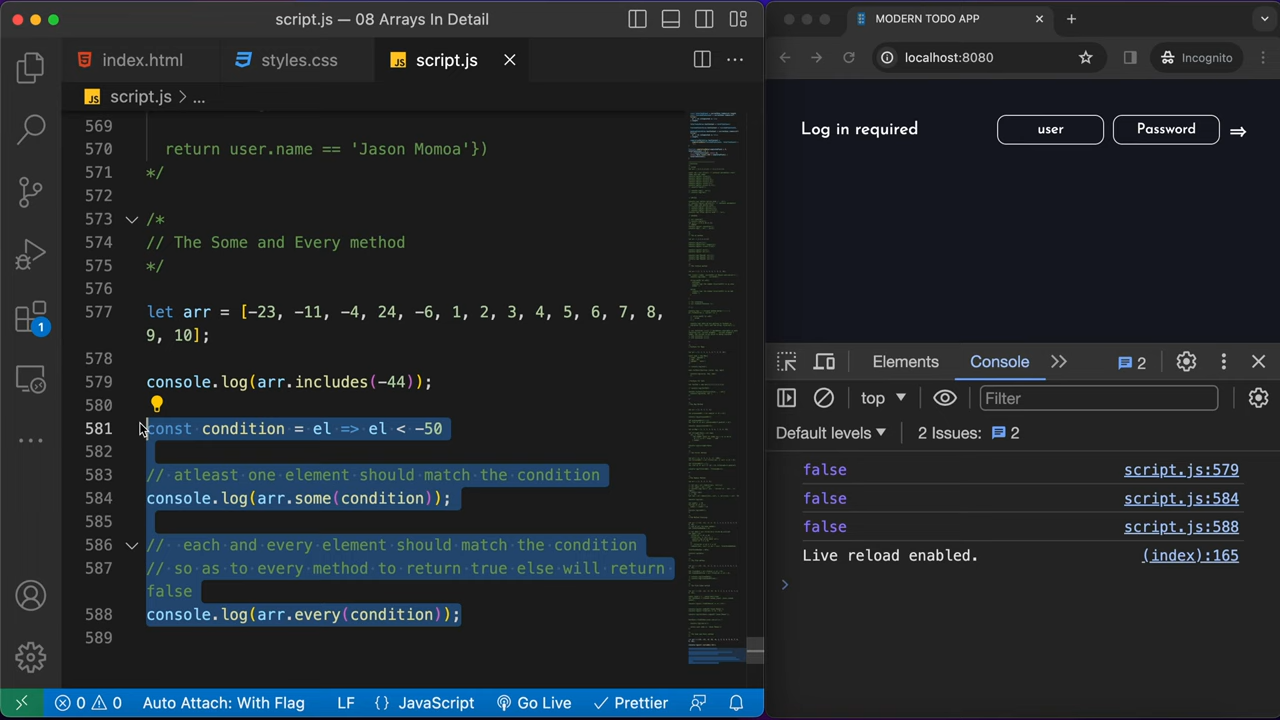 script.js — 08 Arrays In Detail
index.html
styles.css
JS script.js
JS script.js > ...
569
570 return user.name == 'Jason Momoa'})
571 */
572
573 /*
574 // The Some and Every method
575 */
576
577 let arr = [-23, -11, -4, 24, -6, 1, 2, 3, 4, 5, 6, 7, 8,
9, 10];
578
579 console.log(arr.includes(-44));
580
581 const condition = el => el < -50
582
583 // atleast one element should match the condition
584 console.log(arr.some(condition));
585
586 // each and every element should match the condition
587 // so as to every method to return true else will return
false
588 console.log(arr.every(condition));
589
1
0 0
Auto Attach: With Flag
LF
{} JavaScript
Go Live
Prettier
MODERN TODO APP
localhost:8080
Incognito
Log in
user
password
Elements
Console
2
top
Filter
Default levels
2
2
false script.js:579
false script.js:584
false script.js:588
Live reload enabled. (index):165